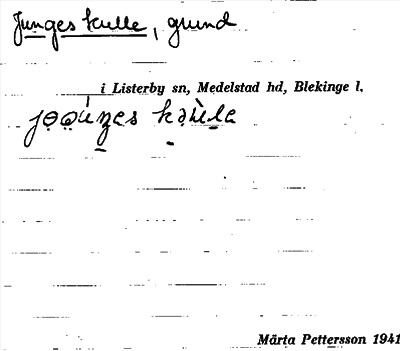 Junges kulle, grund
i Listerby sn, Medelstad hd, Blekinge l.
Märta Pettersson 1941